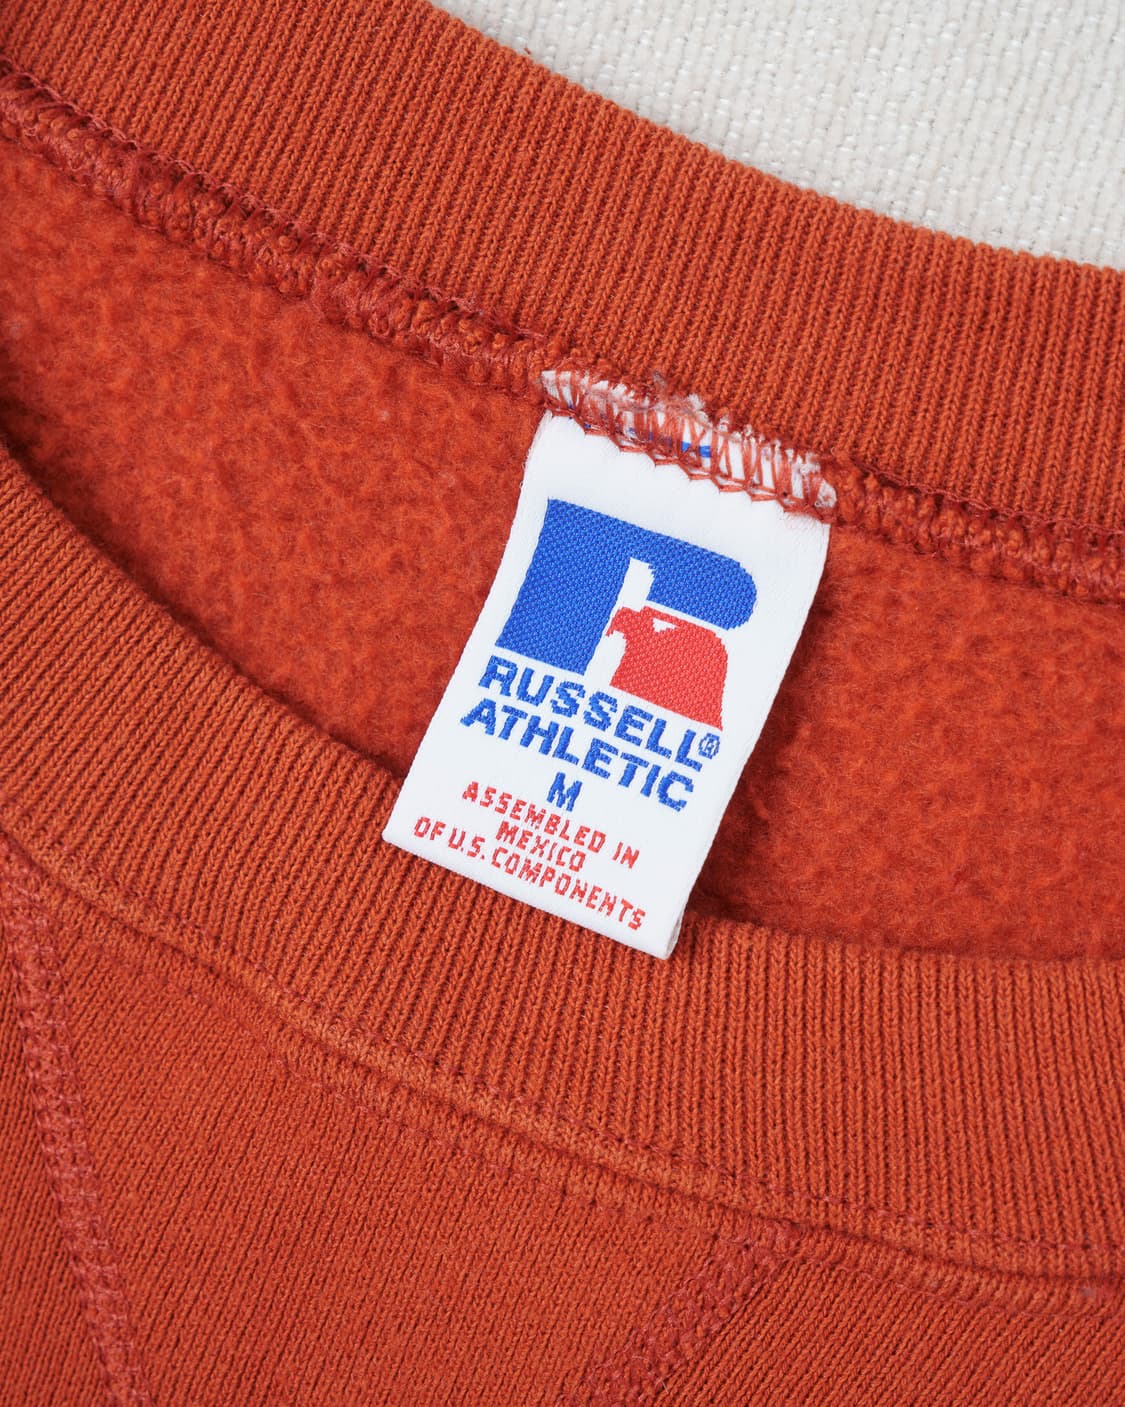 RUSSELL®
ATHLETIC
M
ASSEMBLED IN
MEXICO
OF U.S. COMPONENTS